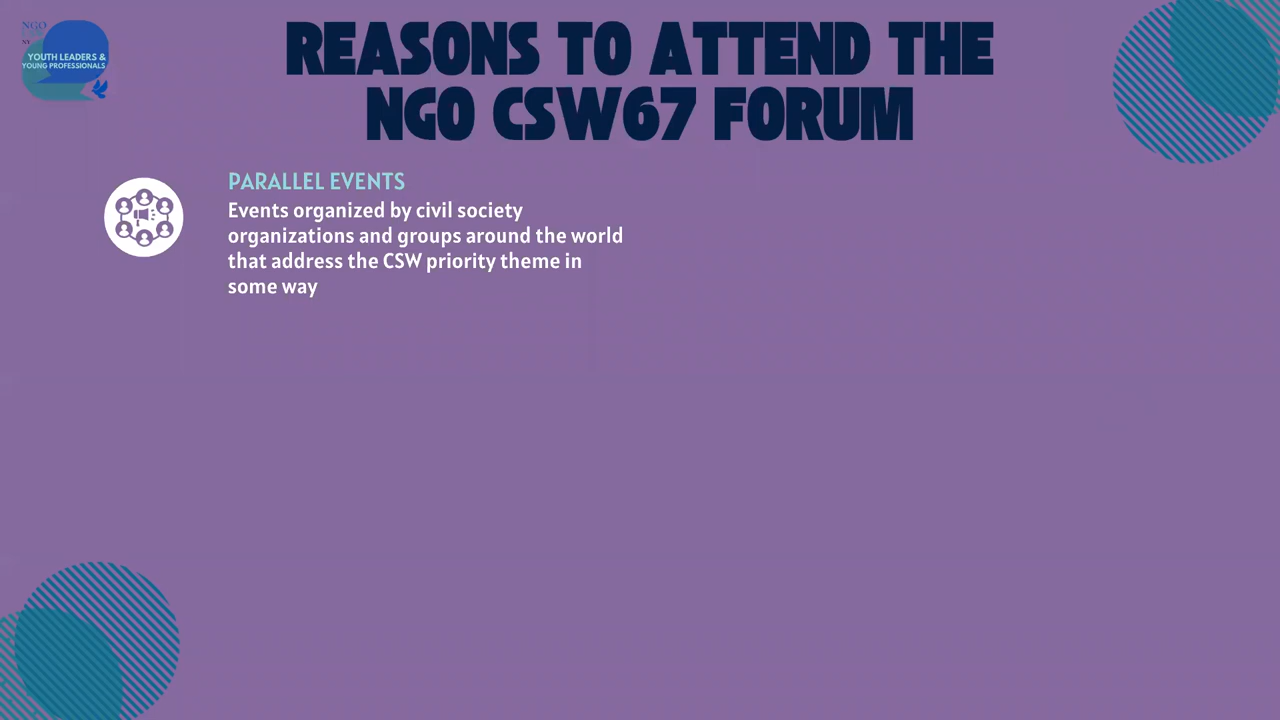 NGO
NY
YOUTH LEADERS &
YOUNG PROFESSIONALS
REASONS TO ATTEND THE
NGO CSW67 FORUM
PARALLEL EVENTS
Events organized by civil society
organizations and groups around the world
that address the CSW priority theme in
some way